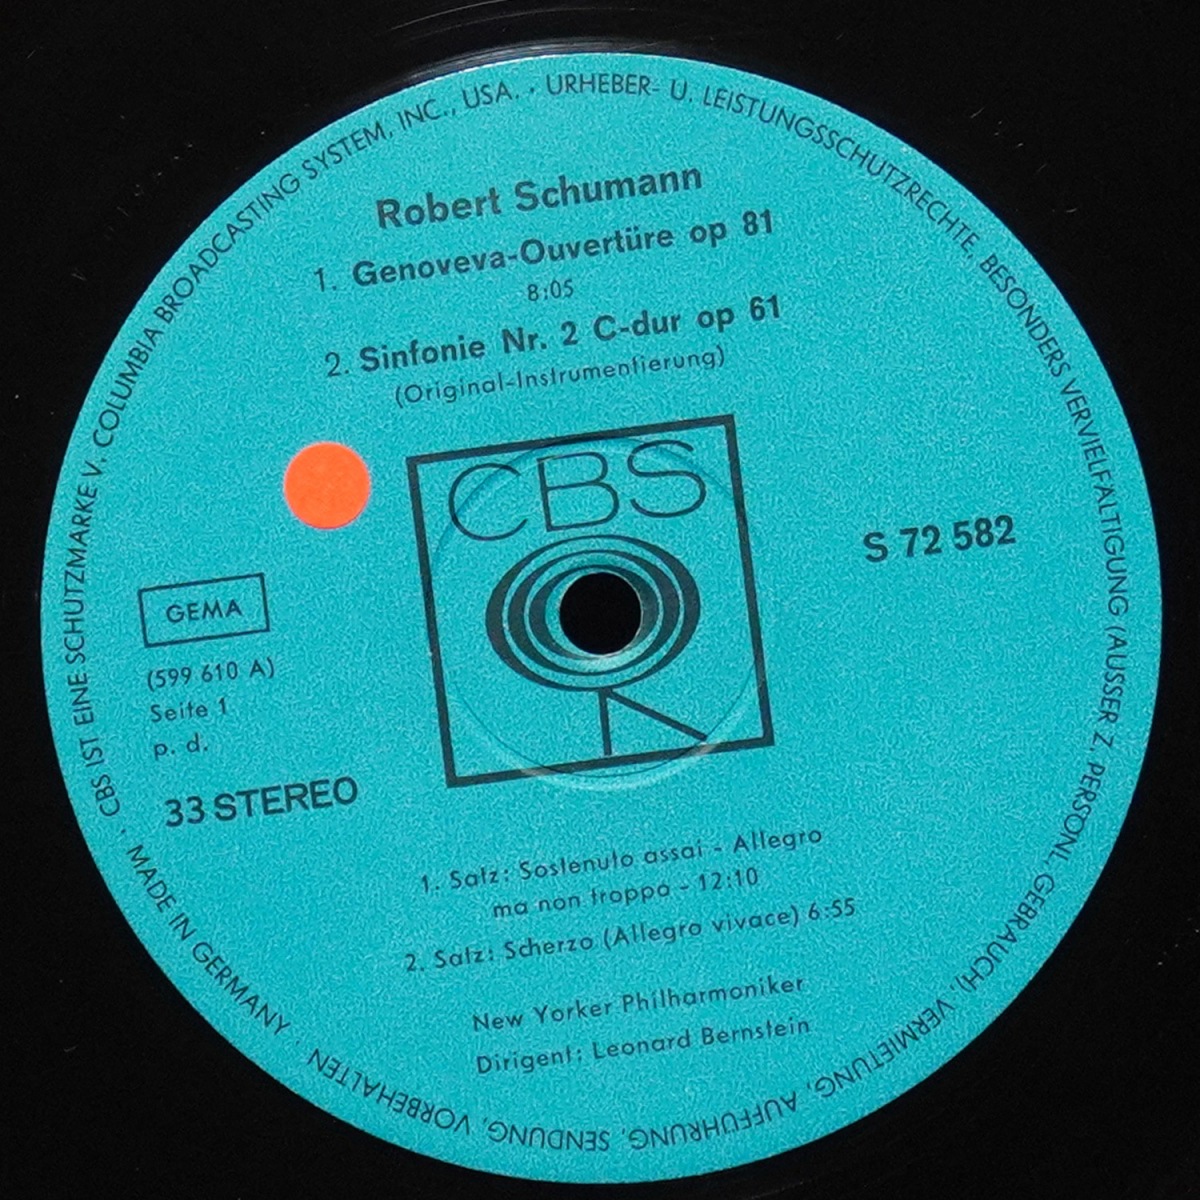 · CBS IST EINE SCHUTZMARKE V. COLUMBIA BROADCASTING SYSTEM, INC., USA. · URHEBER- U. LEISTUNGSSCHUTZRECHTE, BESONDERS VERVIELFÄLTIGUNG (AUSSER Z. PERSÖNL. GEBRAUCH), VERMIETUNG, AUFFÜHRUNG, SENDUNG, VORBEHALTEN · MADE IN GERMANY
Robert Schumann
1. Genoveva-Ouvertüre op 81
8:05
2. Sinfonie Nr. 2 C-dur op 61
(Original-Instrumentierung)
CBS
S 72 582
GEMA
(599 610 A)
Seite 1
p. d.
33 STEREO
1. Satz: Sostenuto assai - Allegro
ma non troppo - 12:10
2. Satz: Scherzo (Allegro vivace) 6:55
New Yorker Philharmoniker
Dirigent: Leonard Bernstein